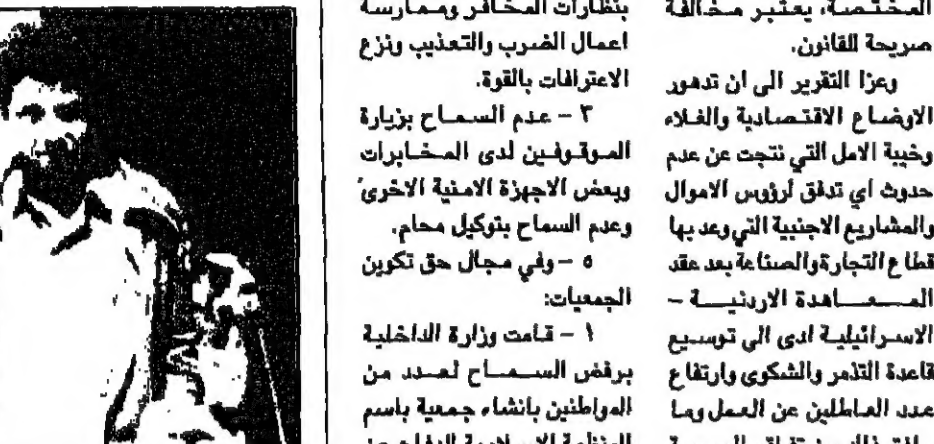 المختصة، يعتبر مخالفة
صريحة للقانون.
وعزا التقرير الى ان تدهور
الاوضاع الاقتصادية والغلاء
وخيبة الامل التي نتجت عن عدم
حدوث اي تدفق لرؤوس الاموال
والمشاريع الاجنبية التي وعد بها
قطاع التجارة والصناعة بعد عقد
المعاهدة الاردنية –
الاسرائيلية ادى الى توسيع
قاعدة التذمر والشكوى وارتفاع
عدد العاطلين عن العمل وما
بنظارات المخافر وممارسة
اعمال الضرب والتعذيب ونزع
الاعترافات بالقوة.
٣ – عدم السماح بزيارة
الموقوفين لدى المخابرات
وبعض الاجهزة الامنية الاخرى
وعدم السماح بتوكيل محام.
٥ – وفي مجال حق تكوين
الجمعيات:
١ – قامت وزارة الداخلية
برفض السماح لعدد من
المواطنين بانشاء جمعية باسم